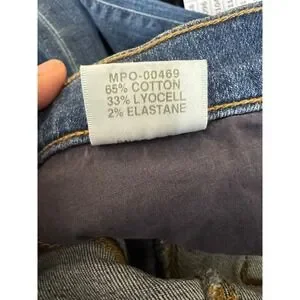 MPO-00469
65% COTTON
33% LYOCELL
2% ELASTANE